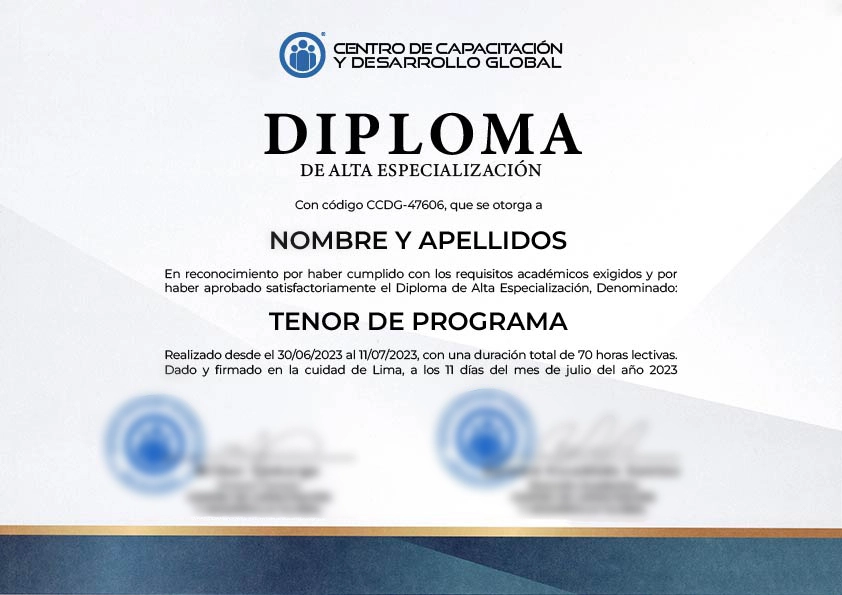 CENTRO DE CAPACITACIÓN
Y DESARROLLO GLOBAL
DIPLOMA
DE ALTA ESPECIALIZACIÓN
Con código CCDG-47606, que se otorga a
NOMBRE Y APELLIDOS
En reconocimiento por haber cumplido con los requisitos académicos exigidos y por
haber aprobado satisfactoriamente el Diploma de Alta Especialización, Denominado:
TENOR DE PROGRAMA
Realizado desde el 30/06/2023 al 11/07/2023, con una duración total de 70 horas lectivas.
Dado y firmado en la cuidad de Lima, a los 11 días del mes de julio del año 2023